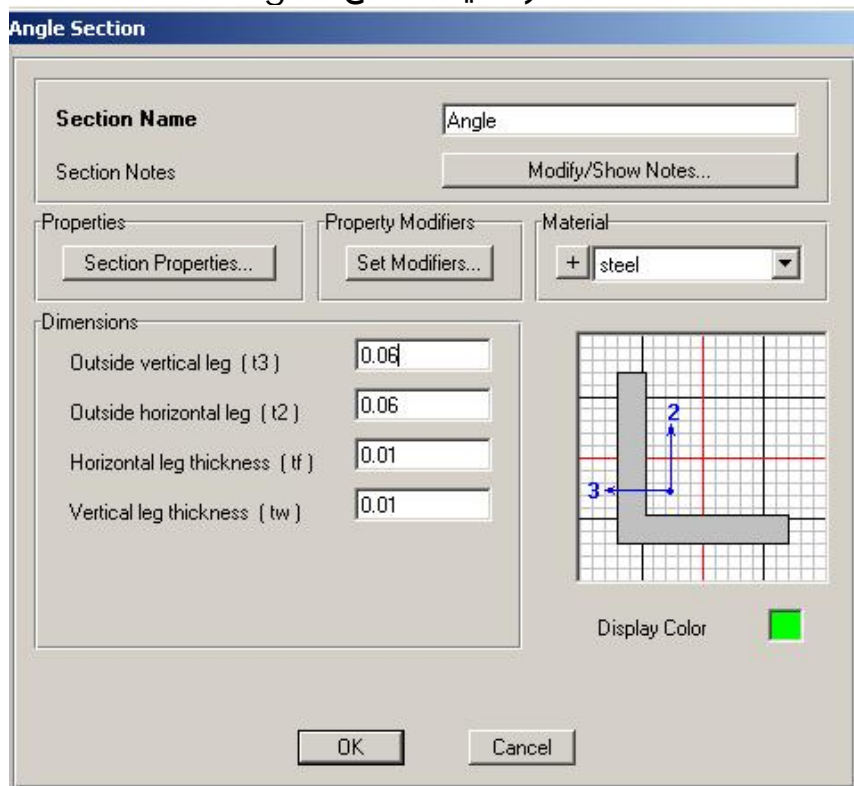 Angle Section
Section Name Angle
Section Notes Modify/Show Notes...
Properties Property Modifiers Material
Section Properties... Set Modifiers... + steel
Dimensions
Outside vertical leg ( t3 ) 0.06
Outside horizontal leg ( t2 ) 0.06
Horizontal leg thickness ( tf ) 0.01
Vertical leg thickness ( tw ) 0.01
2
3
Display Color
OK Cancel